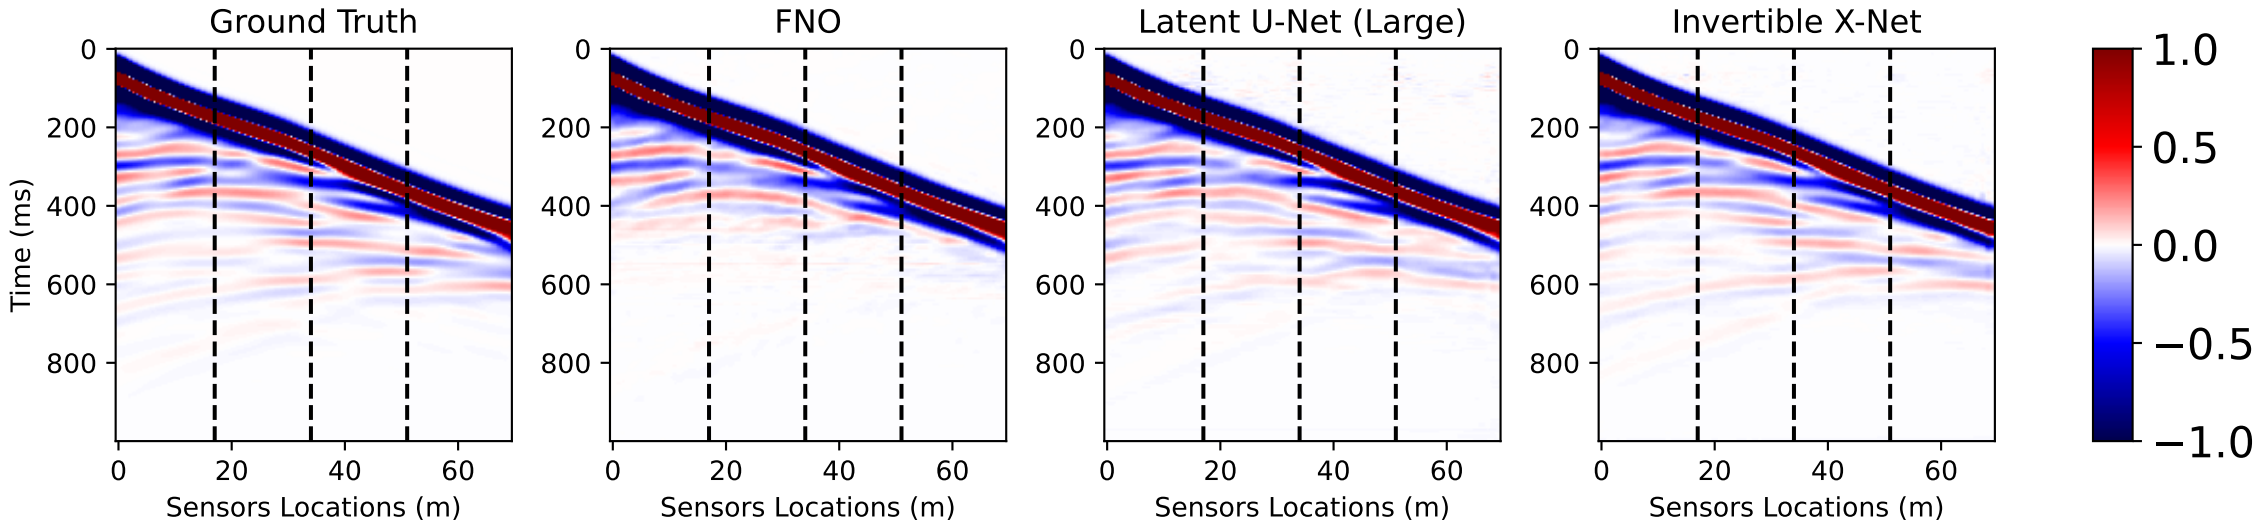 Ground Truth
FNO
Latent U-Net (Large)
Invertible X-Net
Time (ms)
0
200
400
600
800
0 20 40 60
Sensors Locations (m)
0
200
400
600
800
0 20 40 60
Sensors Locations (m)
0
200
400
600
800
0 20 40 60
Sensors Locations (m)
0
200
400
600
800
0 20 40 60
Sensors Locations (m)
1.0
0.5
0.0
−0.5
−1.0